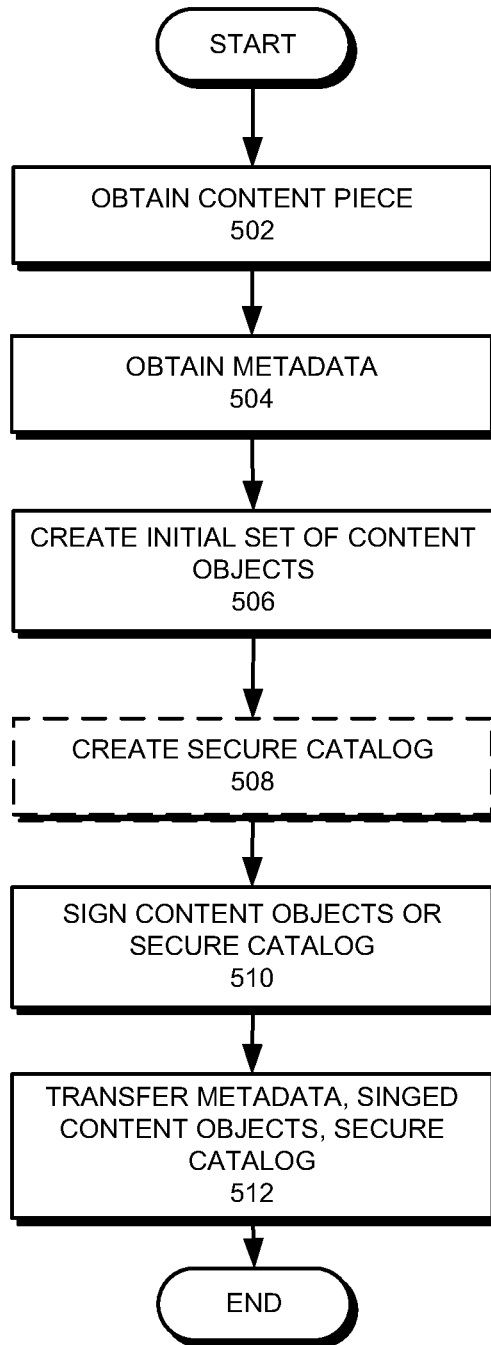 START
OBTAIN CONTENT PIECE
502
OBTAIN METADATA
504
CREATE INITIAL SET OF CONTENT
OBJECTS
506
CREATE SECURE CATALOG
508
SIGN CONTENT OBJECTS OR
SECURE CATALOG
510
TRANSFER METADATA, SINGED
CONTENT OBJECTS, SECURE
CATALOG
512
END